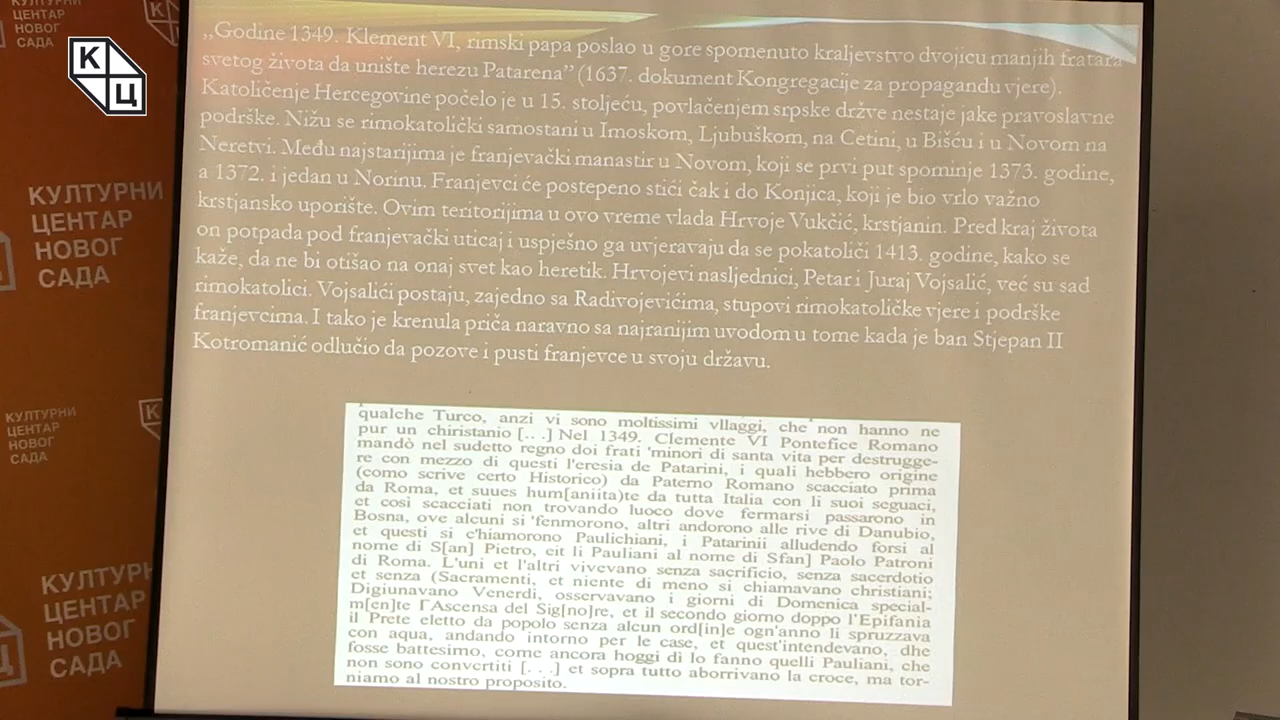 К
Ц
ЦЕНТАР
НОВОГ
САДА
КУЛТУРНИ
ЦЕНТАР
НОВОГ
САДА
КУЛТУРНИ
ЦЕНТАР
НОВОГ
САДА
К
КУЛТУРН
ЦЕНТАР
НОВОГ
САДА
Ц
„Godine 1349. Klement VI, rimski papa poslao u gore spomenuto kraljevstvo dvojicu manjih fratara
svetog života da unište herezu Patarena” (1637. dokument Kongregacije za propagandu vjere).
Katoličenje Hercegovine počelo je u 15. stoljeću, povlačenjem srpske države nestaje jake pravoslavne
podrške. Nižu se rimokatolički samostani u Imoskom, Ljubuškom, na Cetini, u Bišću i u Novom na
Neretvi. Među najstarijima je franjevački manastir u Novom, koji se prvi put spominje 1373. godine,
a 1372. i jedan u Norinu. Franjevci će postepeno stići čak i do Konjica, koji je bio vrlo važno
krstjansko uporište. Ovim teritorijima u ovo vreme vlada Hrvoje Vukčić, krstjanin. Pred kraj života
on potpada pod franjevački uticaj i uspješno ga uvjeravaju da se pokatoliči 1413. godine, kako se
kaže, da ne bi otišao na onaj svet kao heretik. Hrvojevi nasljednici, Petar i Juraj Vojsalić, već su sad
rimokatolici. Vojsalići postaju, zajedno sa Radivojevićima, stupovi rimokatoličke vjere i podrške
franjevcima. I tako je krenula priča naravno sa najranijim uvodom u tome kada je ban Stjepan II
Kotromanić odlučio da pozove i pusti franjevce u svoju državu.
qualche Turco, anzi vi sono moltissimi vllaggi, che non hanno ne
pur un chiristanio [.. .] Nel 1349. Clemente VI Pontefice Romano
mandò nel sudetto regno doi frati 'minori di santa vita per destrugge-
re con mezzo di questi l'eresia de Patarini, i quali hebbero origine
(como scrive certo Historico) da Paterno Romano scacciato prima
da Roma, et suues hum[aniita)te da tutta Italia con li suoi seguaci,
et così scacciati non trovando luoco dove fermarsi passarono in
Bosna, ove alcuni si 'fenmorono, altri andorono alle rive di Danubio,
et questi si c'hiamorono Paulichiani, i Patarinii alludendo forsi al
nome di S[an] Pietro, eit li Pauliani al nome di Sfan] Paolo Patroni
di Roma. L'uni et l'altri vivevano senza sacrificio, senza sacerdotio
et senza (Sacramenti, et niente di meno si chiamavano christiani;
Digiunavano Venerdi, osservavano i giorni di Domenica special-
m[en)te l'Ascensa del Sig[no]re, et il secondo giorno doppo l'Epifania
il Prete eletto da popolo senza alcun ord[in]e ogn'anno li spruzzava
con aqua, andando intorno per le case, et quest'intendevano, dhe
fosse battesimo, come ancora hoggi dì lo fanno quelli Pauliani, che
non sono convertiti [. . .] et sopra tutto aborrivano la croce, ma tor-
niamo al nostro proposito.